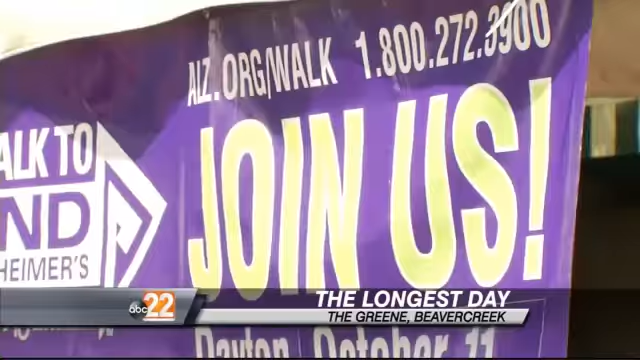 ALZ.ORG/WALK 1.800.272.3900
ALK TO
ND
HEIMER'S
JOIN US!
abc 22
THE LONGEST DAY
THE GREENE, BEAVERCREEK
Dayton October 11